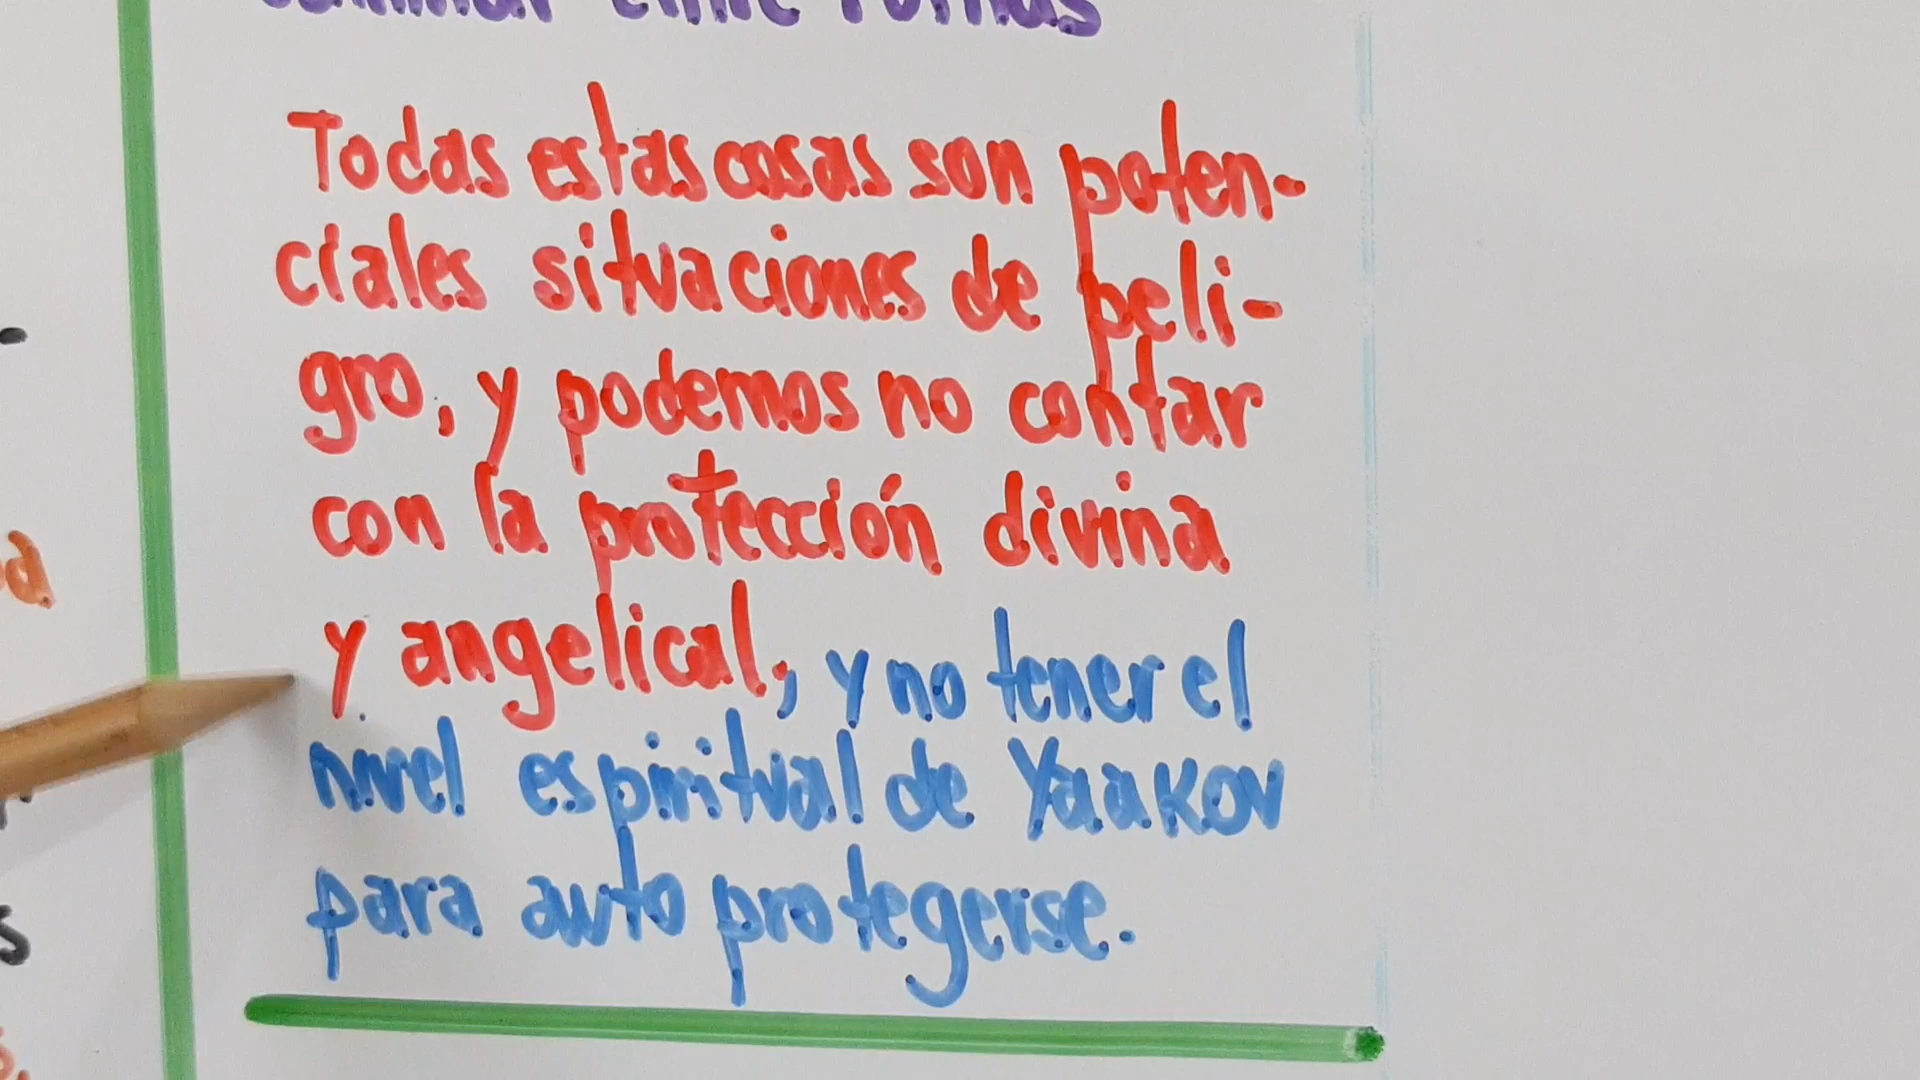 Todas estas cosas son poten-
ciales situaciones de peli-
gro, y podemos no contar
con la protección divina
y angelical, y no tener el
nivel espiritual de Yaakov
para auto protegerse.